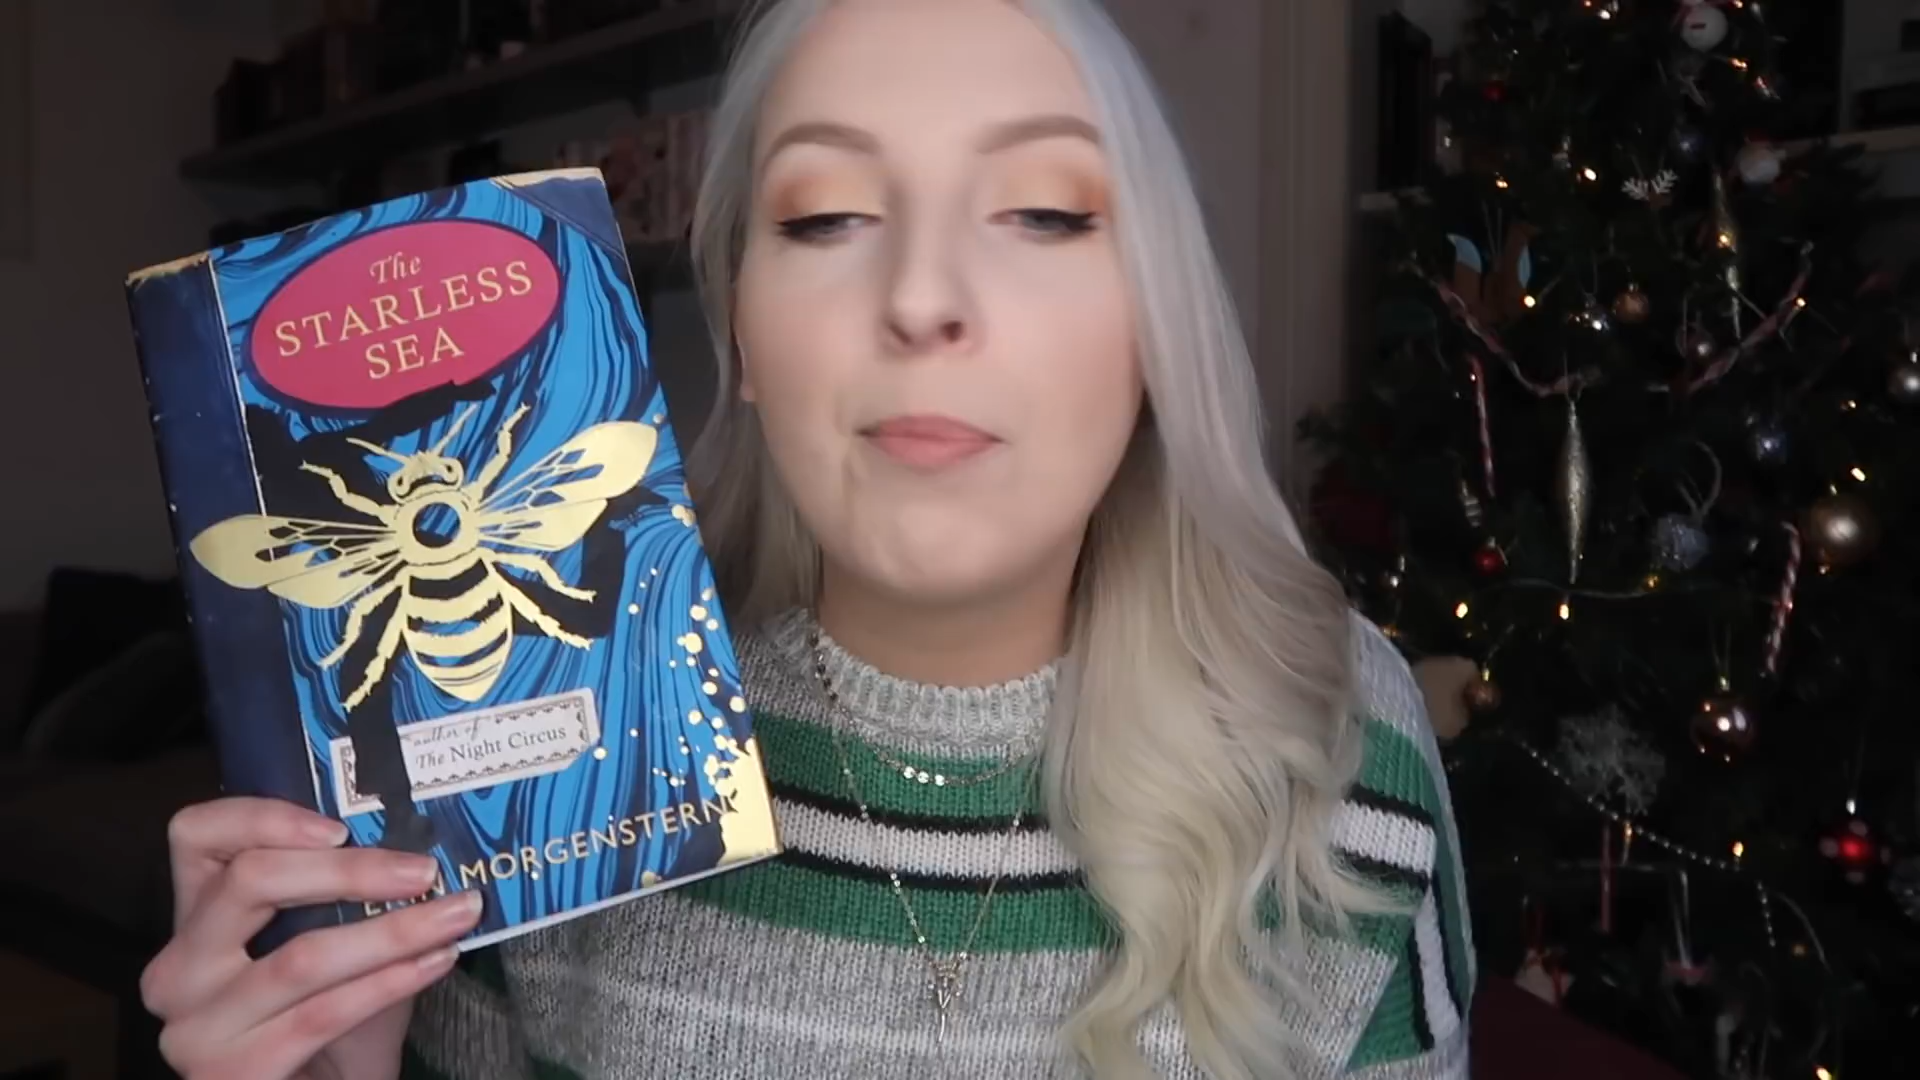 The
STARLESS
SEA
author of
The Night Circus
MORGENSTERN